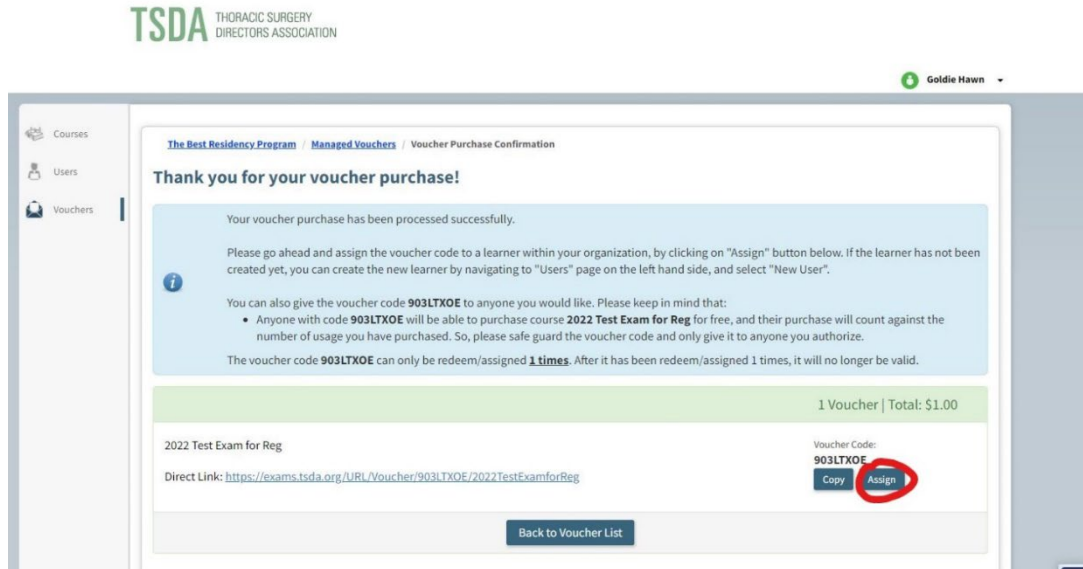 TSDA
THORACIC SURGERY
DIRECTORS ASSOCIATION
Goldie Hawn
Courses
Users
Vouchers
The Best Residency Program / Managed Vouchers / Voucher Purchase Confirmation
Thank you for your voucher purchase!
Your voucher purchase has been processed successfully.
Please go ahead and assign the voucher code to a learner within your organization, by clicking on "Assign" button below. If the learner has not been
created yet, you can create the new learner by navigating to "Users" page on the left hand side, and select "New User".
You can also give the voucher code 903LTXOE to anyone you would like. Please keep in mind that:
• Anyone with code 903LTXOE will be able to purchase course 2022 Test Exam for Reg for free, and their purchase will count against the
number of usage you have purchased. So, please safe guard the voucher code and only give it to anyone you authorize.
The voucher code 903LTXOE can only be redeem/assigned 1 times. After it has been redeem/assigned 1 times, it will no longer be valid.
1 Voucher | Total: $1.00
2022 Test Exam for Reg
Voucher Code:
903LTXOE
Direct Link: https://exams.tsda.org/URL/Voucher/903LTXOE/2022TestExamforReg
Copy Assign
Back to Voucher List